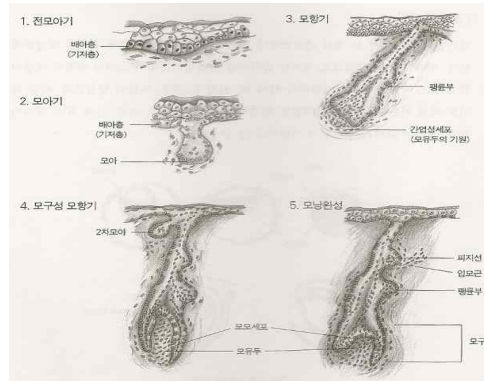 1. 전모아기
배아층
(기저층)
2. 모아기
배아층
(기저층)
모아
3. 모항기
팽윤부
간엽성세포
(모유두의 기원)
4. 모구성 모항기
2차모아
모모세포
모유두
5. 모낭완성
피지선
입모근
팽윤부
모구